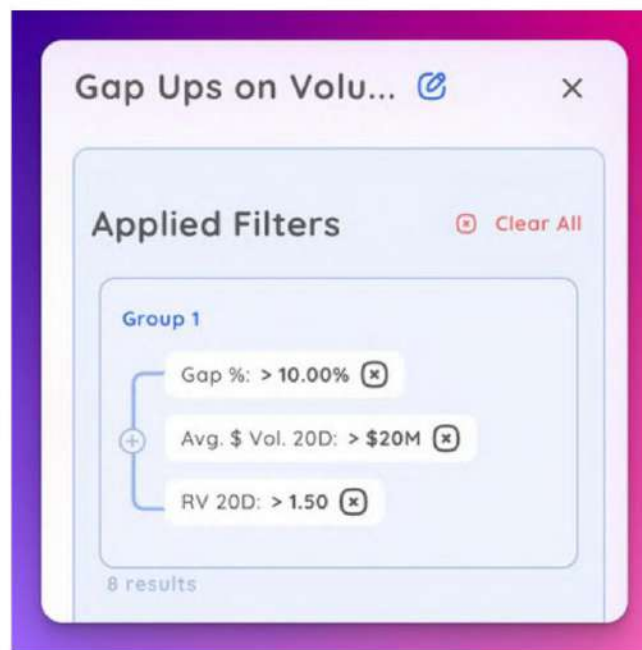 Gap Ups on Volu...
Applied Filters
Clear All
Group 1
Gap %: > 10.00%
Avg. $ Vol. 20D: > $20M
RV 20D: > 1.50
8 results